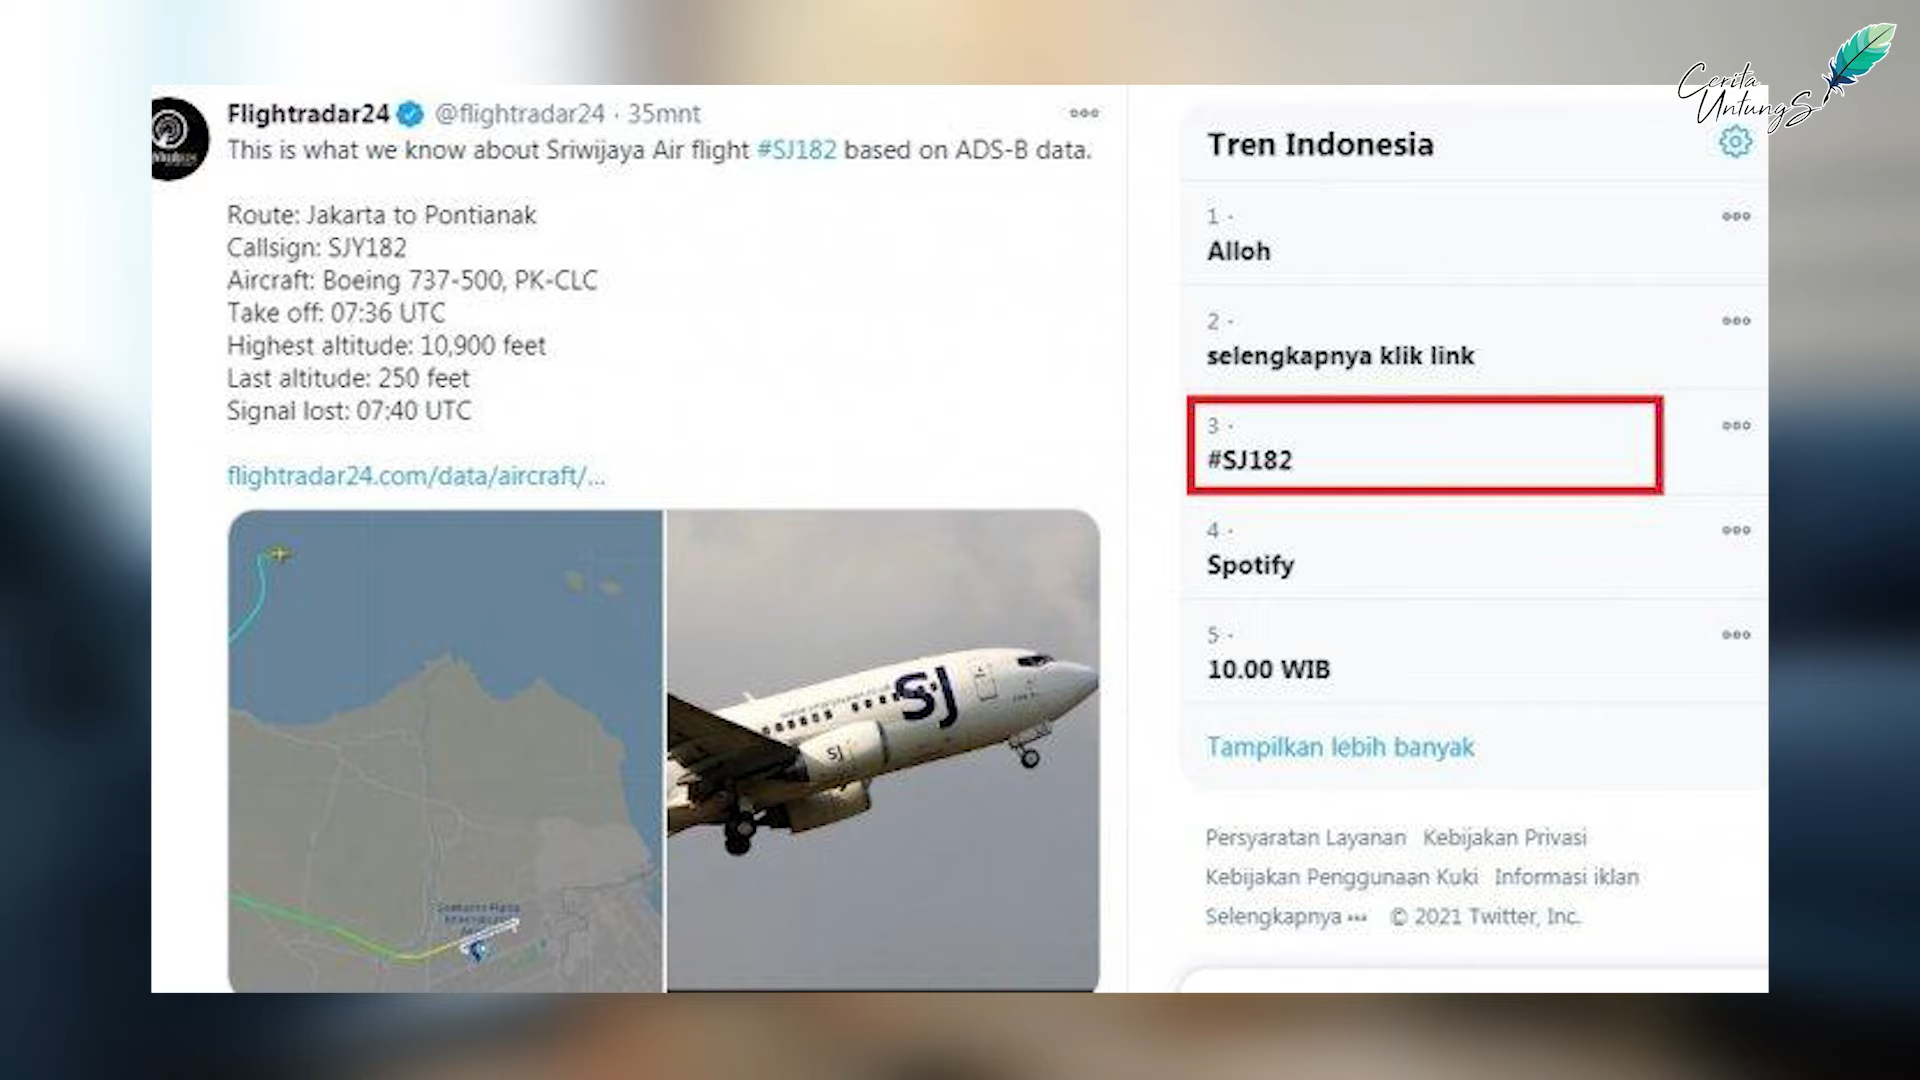 Cerita
UntungS
Flightradar24 @flightradar24 · 35mnt
This is what we know about Sriwijaya Air flight #SJ182 based on ADS-B data.
Route: Jakarta to Pontianak
Callsign: SJY182
Aircraft: Boeing 737-500, PK-CLC
Take off: 07:36 UTC
Highest altitude: 10,900 feet
Last altitude: 250 feet
Signal lost: 07:40 UTC
flightradar24.com/data/aircraft/...
SJ
SJ
Tren Indonesia
1 ·
Alloh
2 ·
selengkapnya klik link
3 ·
#SJ182
4 ·
Spotify
5 ·
10.00 WIB
Tampilkan lebih banyak
Persyaratan Layanan Kebijakan Privasi
Kebijakan Penggunaan Kuki Informasi iklan
Selengkapnya ••• © 2021 Twitter, Inc.